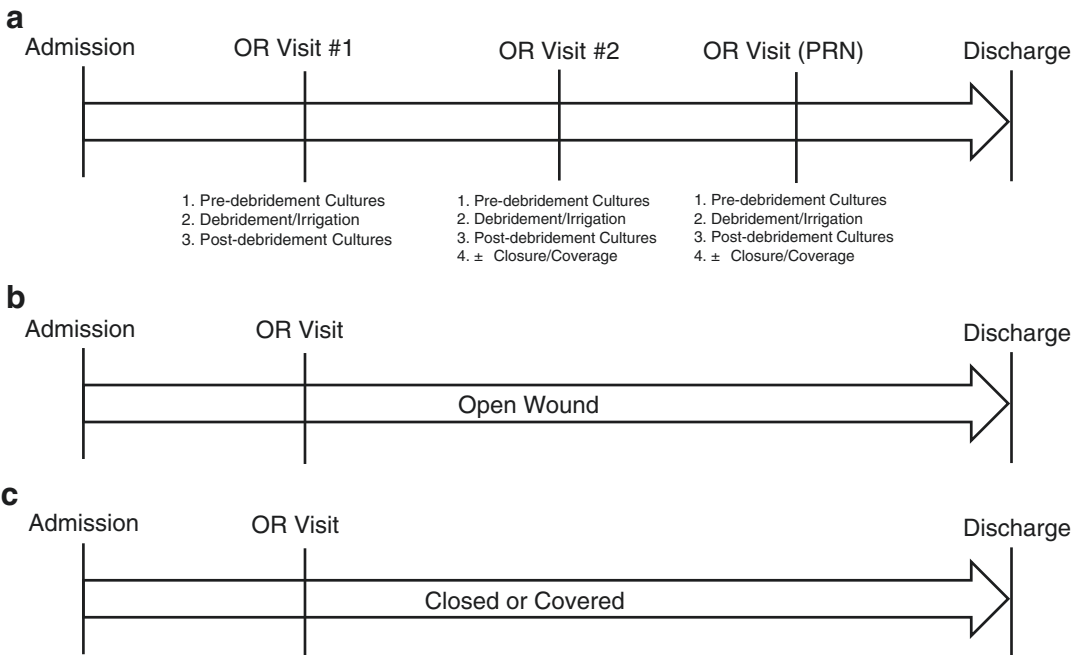 a
Admission
OR Visit #1
OR Visit #2
OR Visit (PRN)
Discharge
1. Pre-debridement Cultures
2. Debridement/Irrigation
3. Post-debridement Cultures
1. Pre-debridement Cultures
2. Debridement/Irrigation
3. Post-debridement Cultures
4. ± Closure/Coverage
1. Pre-debridement Cultures
2. Debridement/Irrigation
3. Post-debridement Cultures
4. ± Closure/Coverage
b
Admission
OR Visit
Discharge
Open Wound
c
Admission
OR Visit
Discharge
Closed or Covered